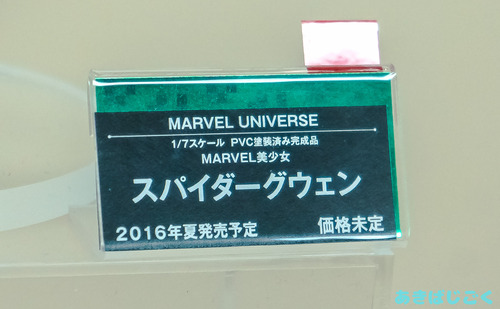 MARVEL UNIVERSE
1/7スケール PVC塗装済み完成品
MARVEL美少女
スパイダーグウェン
2016年夏発売予定 価格未定
あきばじごく